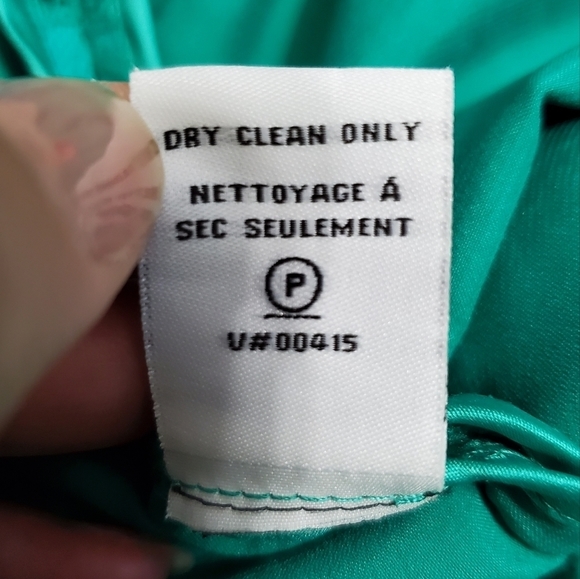 DRY CLEAN ONLY
NETTOYAGE Á
SEC SEULEMENT
P
V#00415